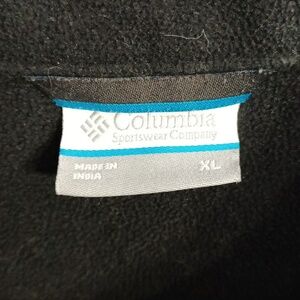 Columbia
Sportswear Company
MADE IN
INDIA
XL